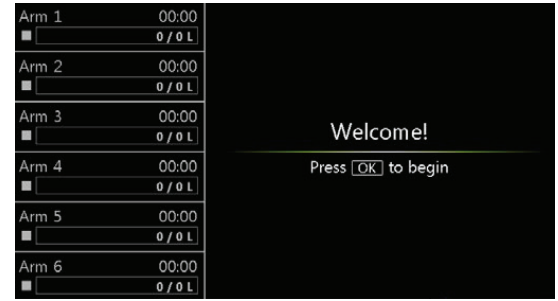 Arm 1 00:00
0 / 0 L
Arm 2 00:00
0 / 0 L
Arm 3 00:00
0 / 0 L
Arm 4 00:00
0 / 0 L
Arm 5 00:00
0 / 0 L
Arm 6 00:00
0 / 0 L
Welcome!
Press OK to begin